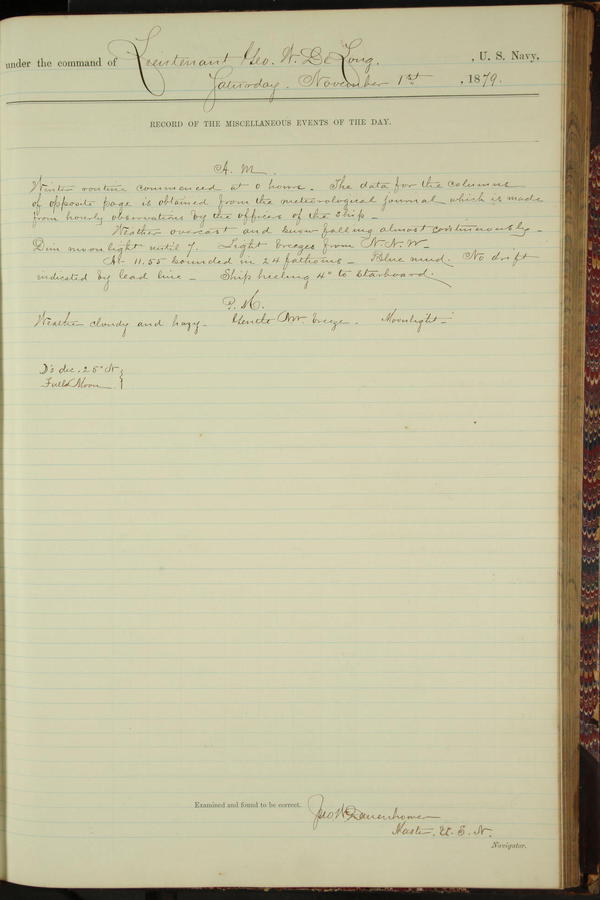 under the command of Lieutenant Geo. W. De Long, , U. S. Navy,
Saturday, November 1st , 1879.
RECORD OF THE MISCELLANEOUS EVENTS OF THE DAY.
A. M.
Winter routine commenced at 0 hours. The data for the columns
of opposite page is obtained from the meteorological journal which is made
from hourly observations by the officers of the ship –
Weather overcast and snow falling almost continuously –
Dim moonlight until 7. Light breezes from N.N.W –
At 11.55 sounded in 24 fathoms – Blue mud. No drift
indicated by lead line – Ship heeling 4° to starboard.
P. M.
Weather cloudy and hazy – Gentle NW. breeze. Moonlight –
D's dec. 25° N }
Full Moon }
Examined and found to be correct.
Jno W Danenhower
Master, U. S. N.
Navigator.